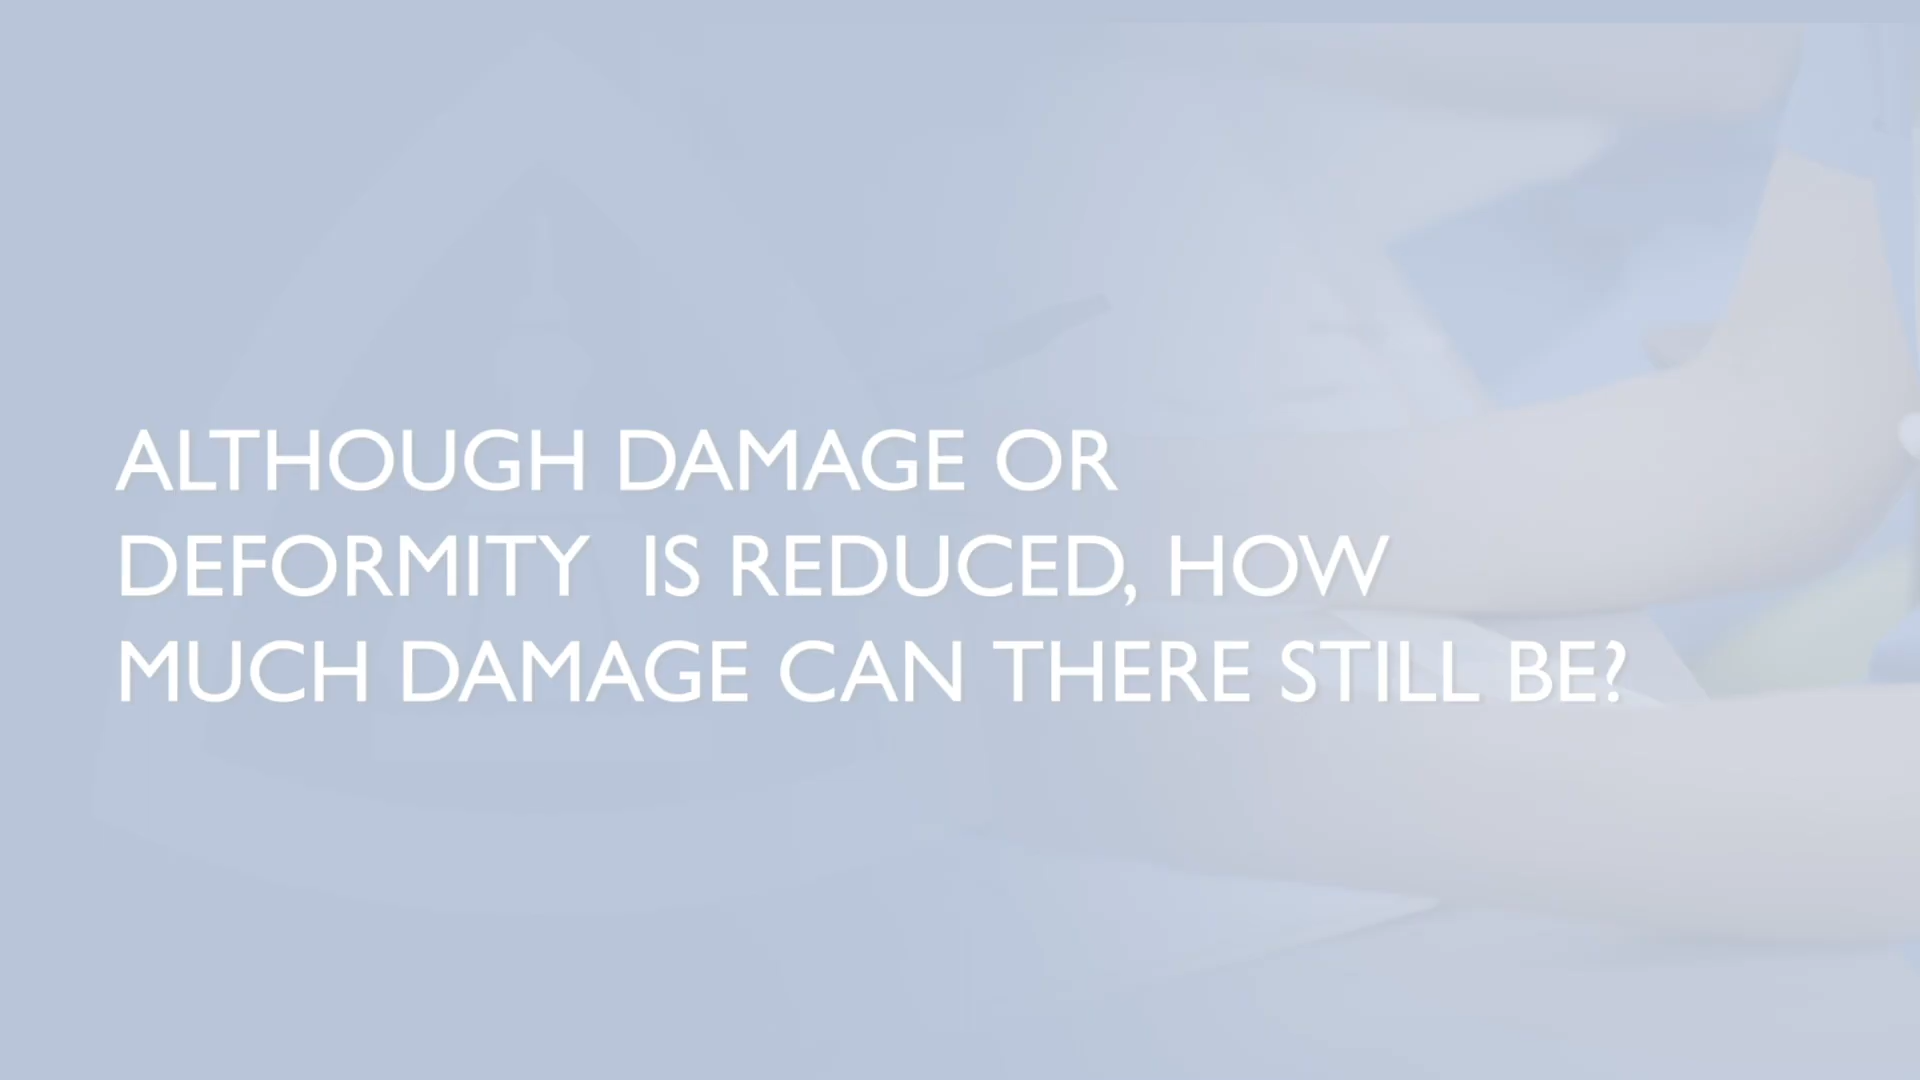 ALTHOUGH DAMAGE OR
DEFORMITY  IS REDUCED, HOW
MUCH DAMAGE CAN THERE STILL BE?